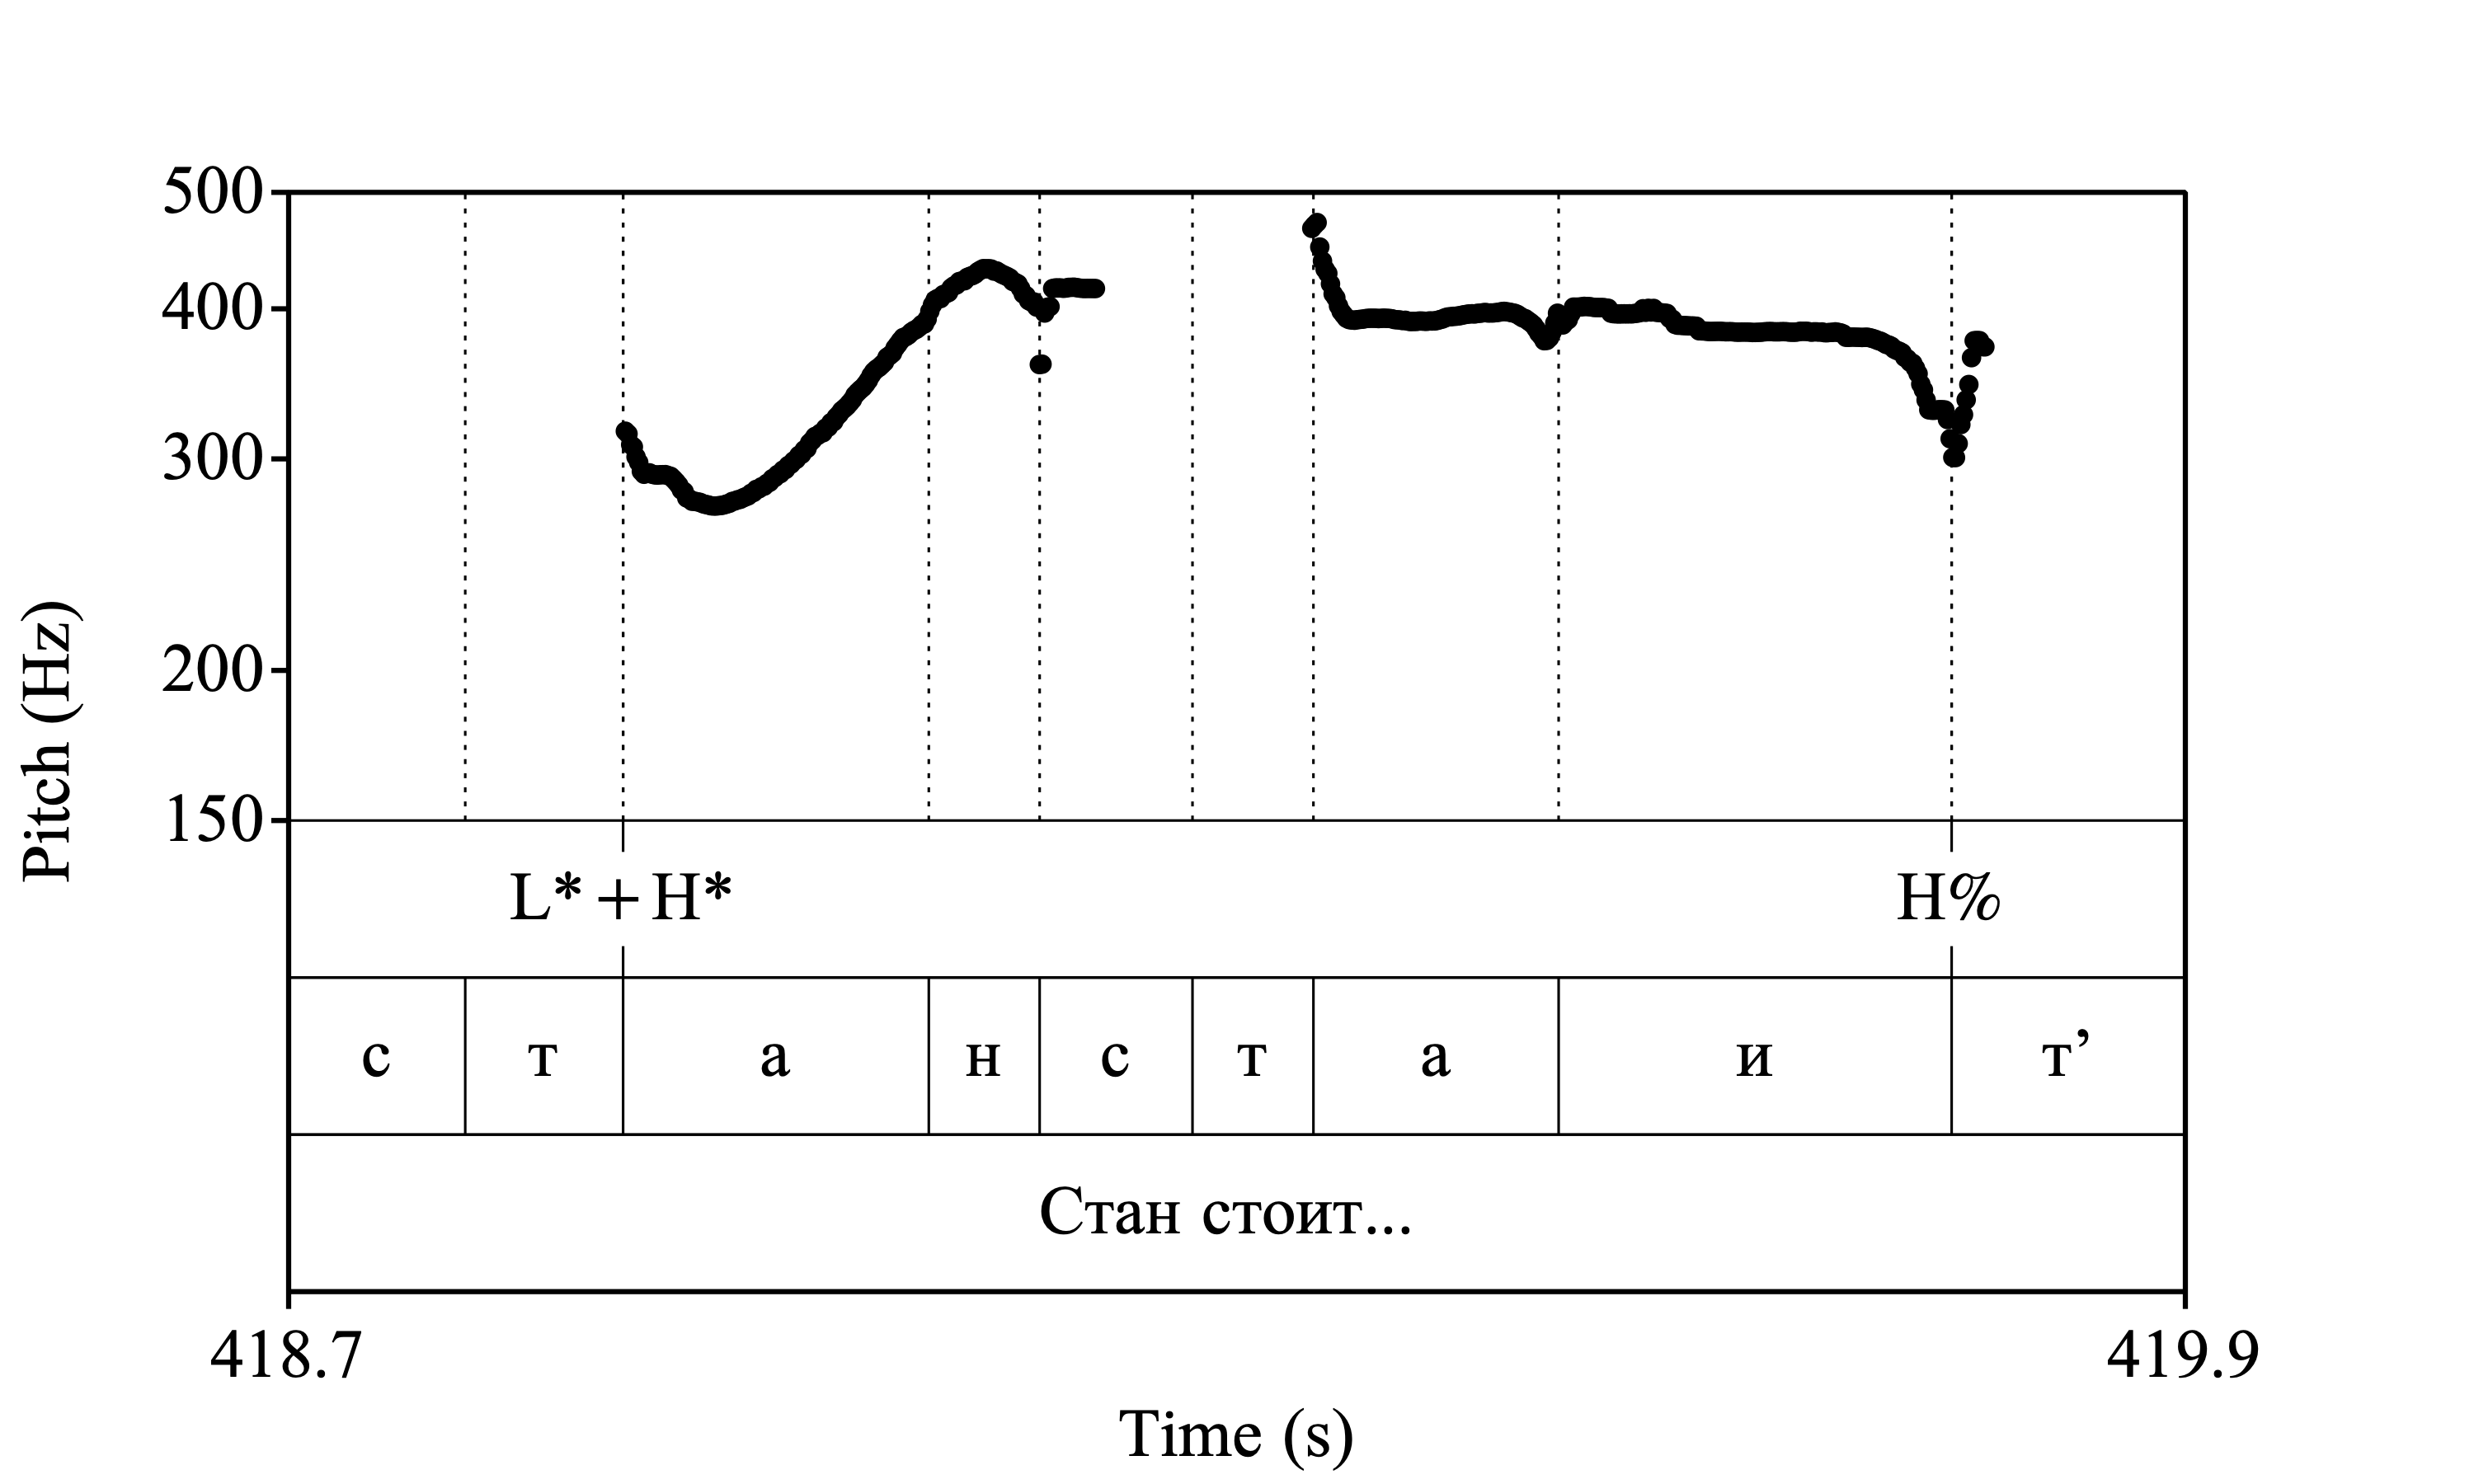 Pitch (Hz)
500
400
300
200
150
L*+H* H%
с т а н с т а и т’
Стан стоит...
418.7 419.9
Time (s)